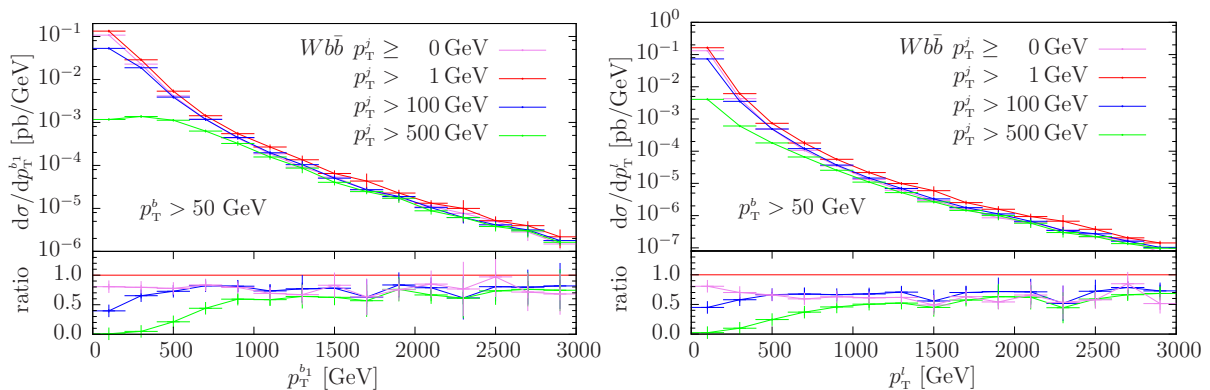 dσ/dp_T^{b_1} [pb/GeV]
10^{-1}
10^{-2}
10^{-3}
10^{-4}
10^{-5}
10^{-6}
Wbb̄ p_T^j ≥ 0 GeV
p_T^j > 1 GeV
p_T^j > 100 GeV
p_T^j > 500 GeV
p_T^b > 50 GeV
ratio
1.0
0.5
0.0
0 500 1000 1500 2000 2500 3000
p_T^{b_1} [GeV]
dσ/dp_T^l [pb/GeV]
10^0
10^{-1}
10^{-2}
10^{-3}
10^{-4}
10^{-5}
10^{-6}
10^{-7}
Wbb̄ p_T^j ≥ 0 GeV
p_T^j > 1 GeV
p_T^j > 100 GeV
p_T^j > 500 GeV
p_T^b > 50 GeV
ratio
1.0
0.5
0.0
0 500 1000 1500 2000 2500 3000
p_T^l [GeV]